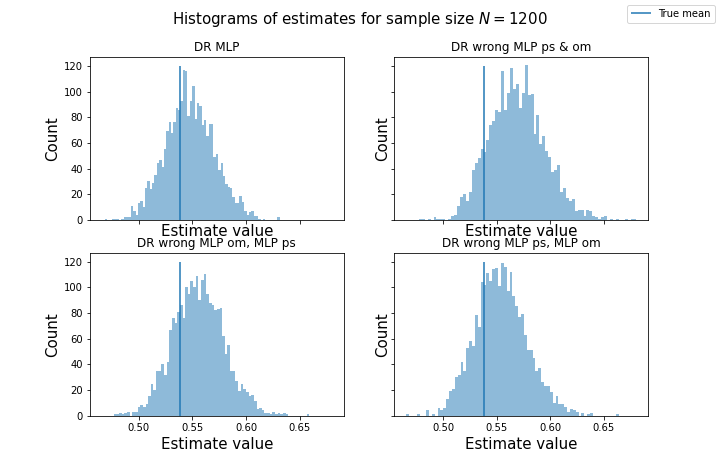 Histograms of estimates for sample size N = 1200
True mean
DR MLP
DR wrong MLP ps & om
120
100
80
60
40
20
0
Count
Count
Estimate value
Estimate value
DR wrong MLP om, MLP ps
DR wrong MLP ps, MLP om
120
100
80
60
40
20
0
Count
Count
0.50 0.55 0.60 0.65
0.50 0.55 0.60 0.65
Estimate value
Estimate value